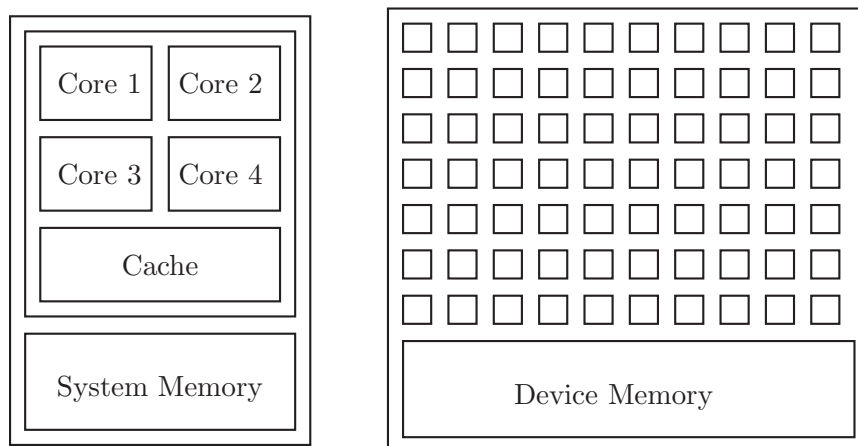 Core 1
Core 2
Core 3
Core 4
Cache
System Memory
Device Memory